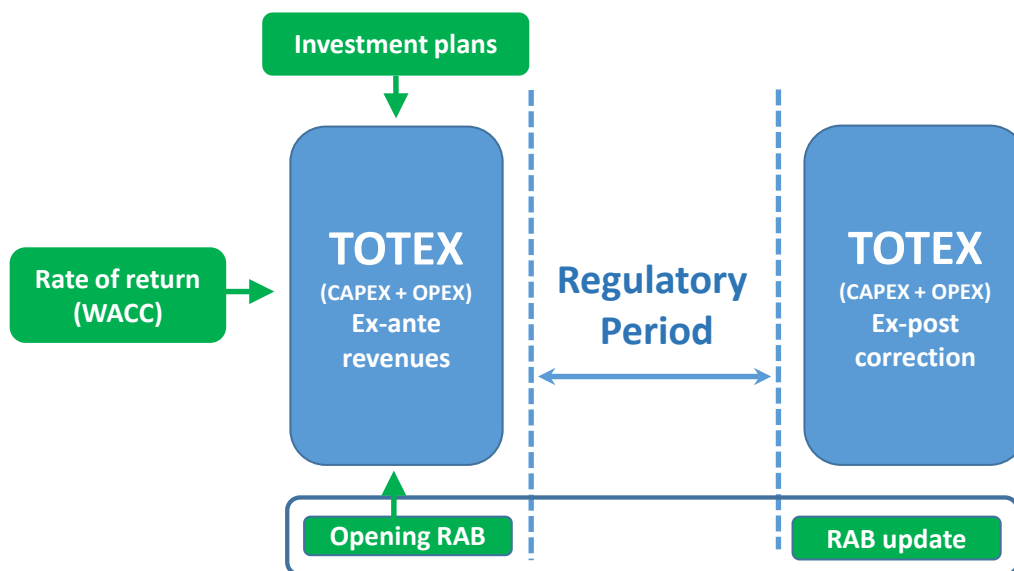 Investment plans
Rate of return
(WACC)
TOTEX
(CAPEX + OPEX)
Ex-ante
revenues
Regulatory
Period
TOTEX
(CAPEX + OPEX)
Ex-post
correction
Opening RAB
RAB update